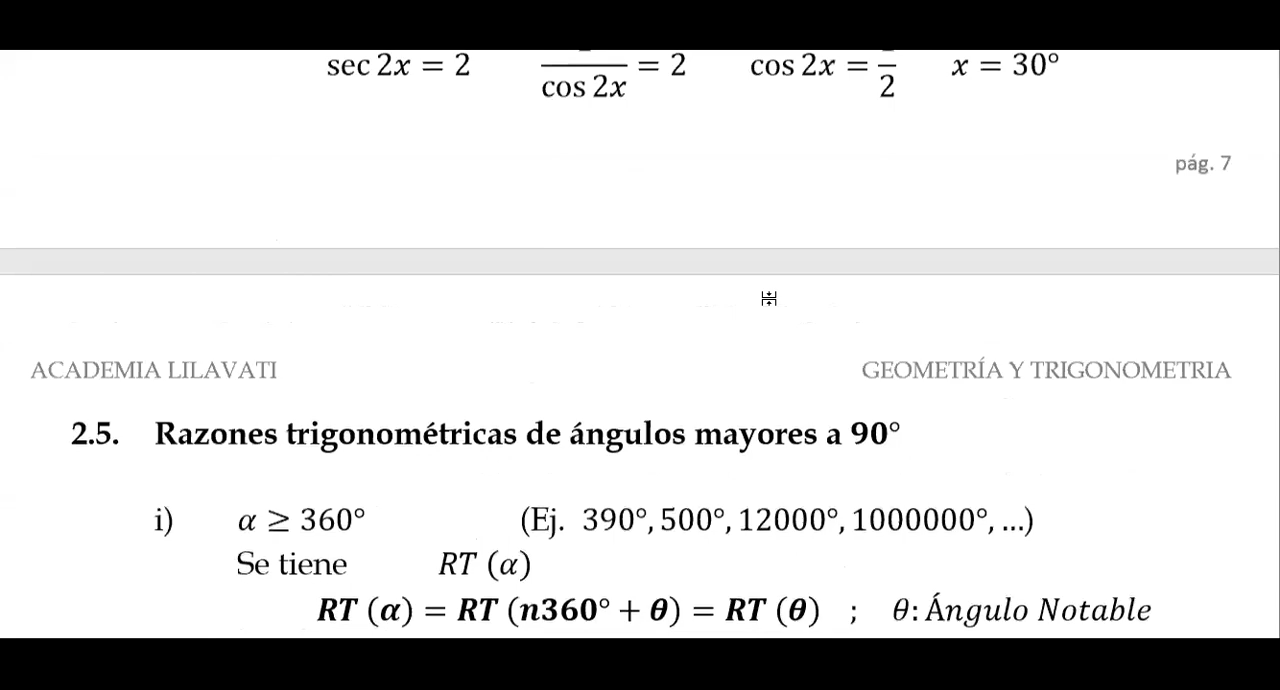 sec 2x = 2    ─/cos 2x = 2    cos 2x = ─/2    x = 30°
pág. 7
ACADEMIA LILAVATI    GEOMETRÍA Y TRIGONOMETRIA
2.5. Razones trigonométricas de ángulos mayores a 90°
i) α ≥ 360° (Ej. 390°, 500°, 12000°, 1000000°, ...)
Se tiene RT (α)
RT (α) = RT (n360° + θ) = RT (θ) ; θ: Ángulo Notable